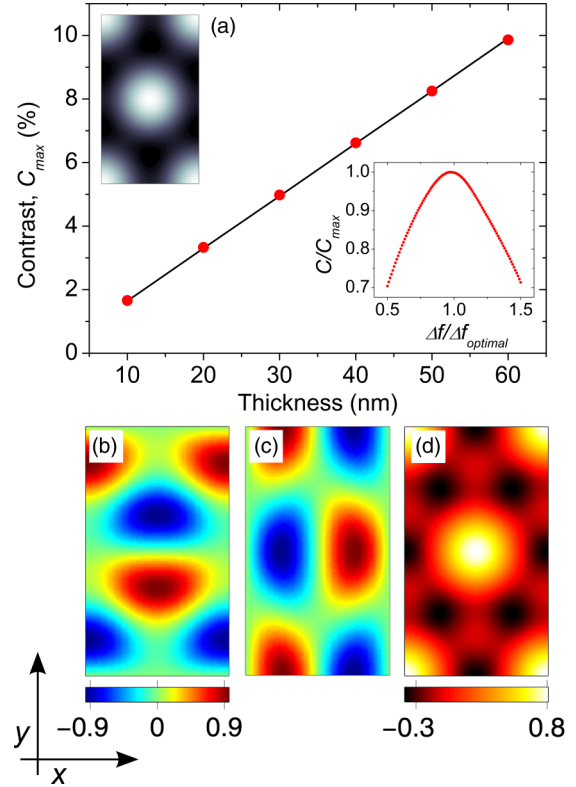 (a)
Contrast, C_max (%)
10
8
6
4
2
0
10 20 30 40 50 60
Thickness (nm)
C/C_max
1.0
0.9
0.8
0.7
0.5 1.0 1.5
Δf/Δf_optimal
(b) (c) (d)
−0.9 0 0.9 −0.3 0.8
y
x